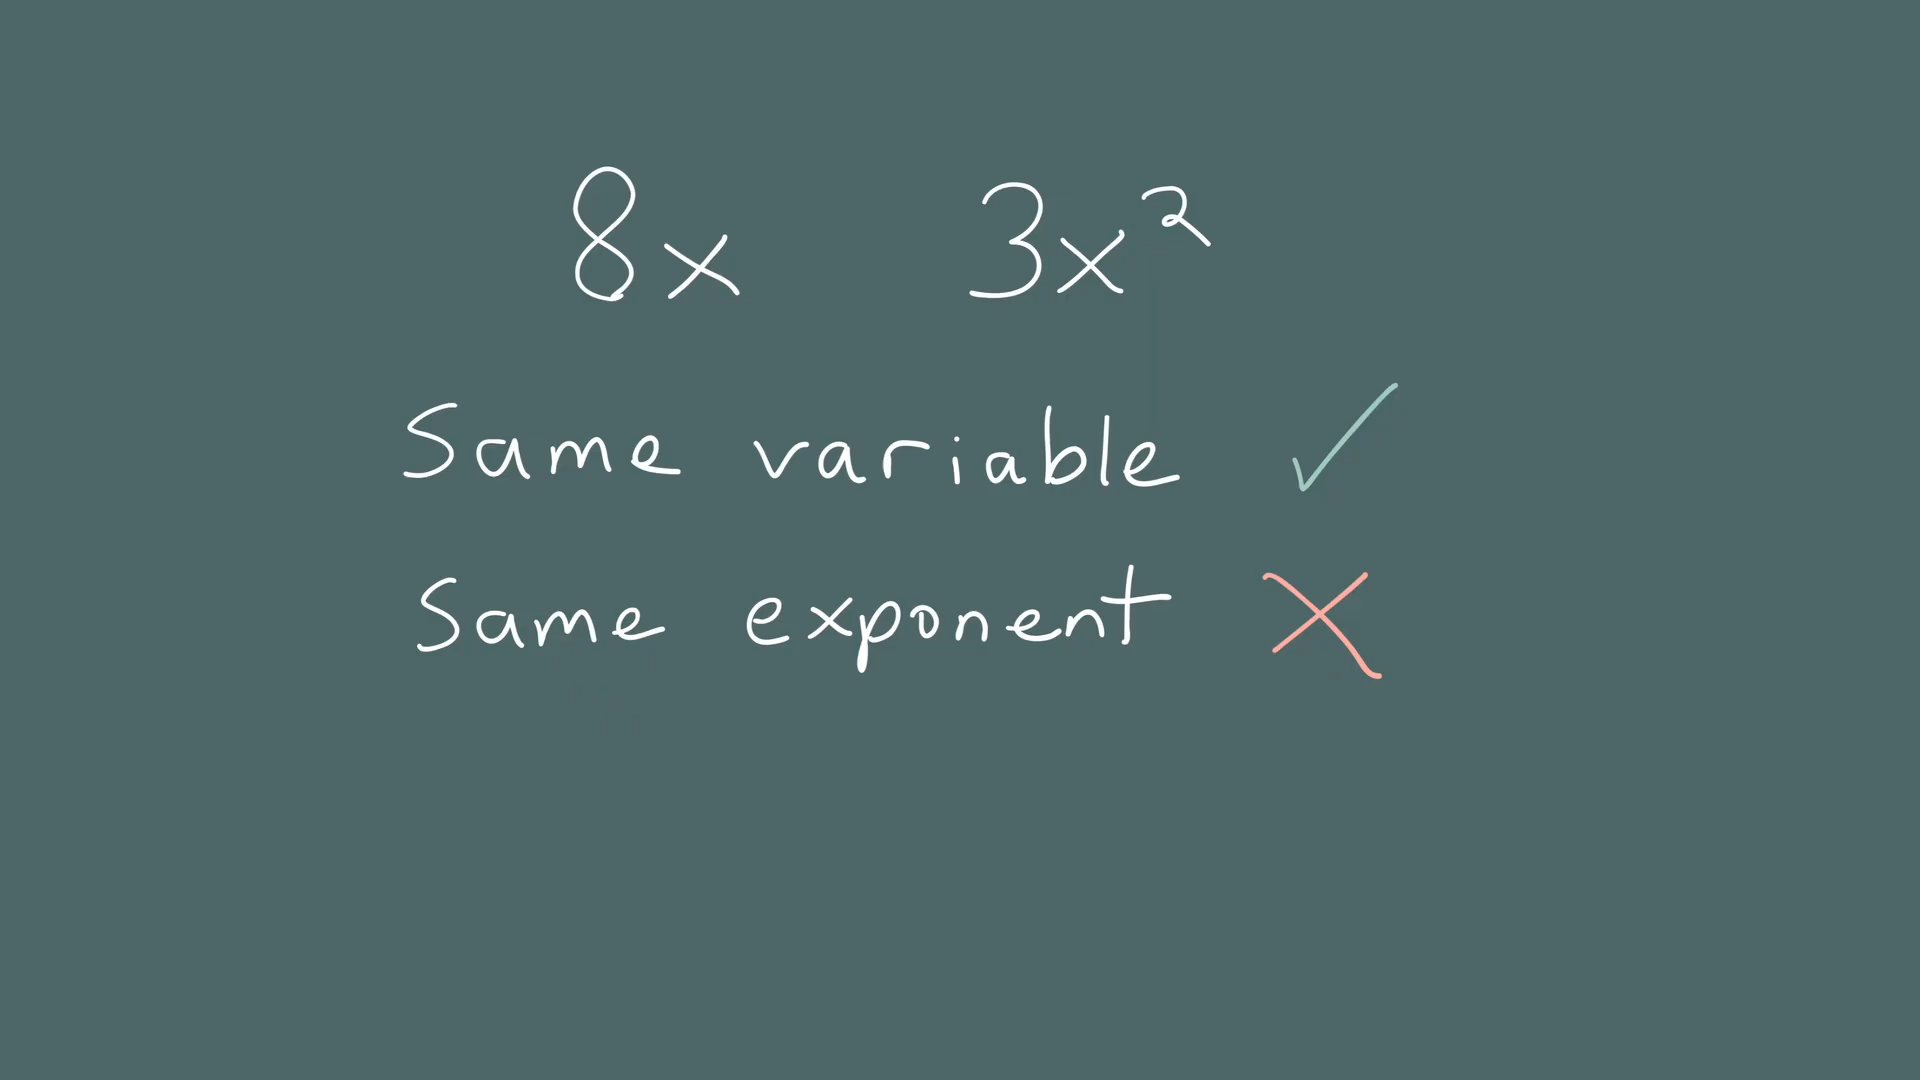 8x 3x²
Same variable ✓
Same exponent ✗